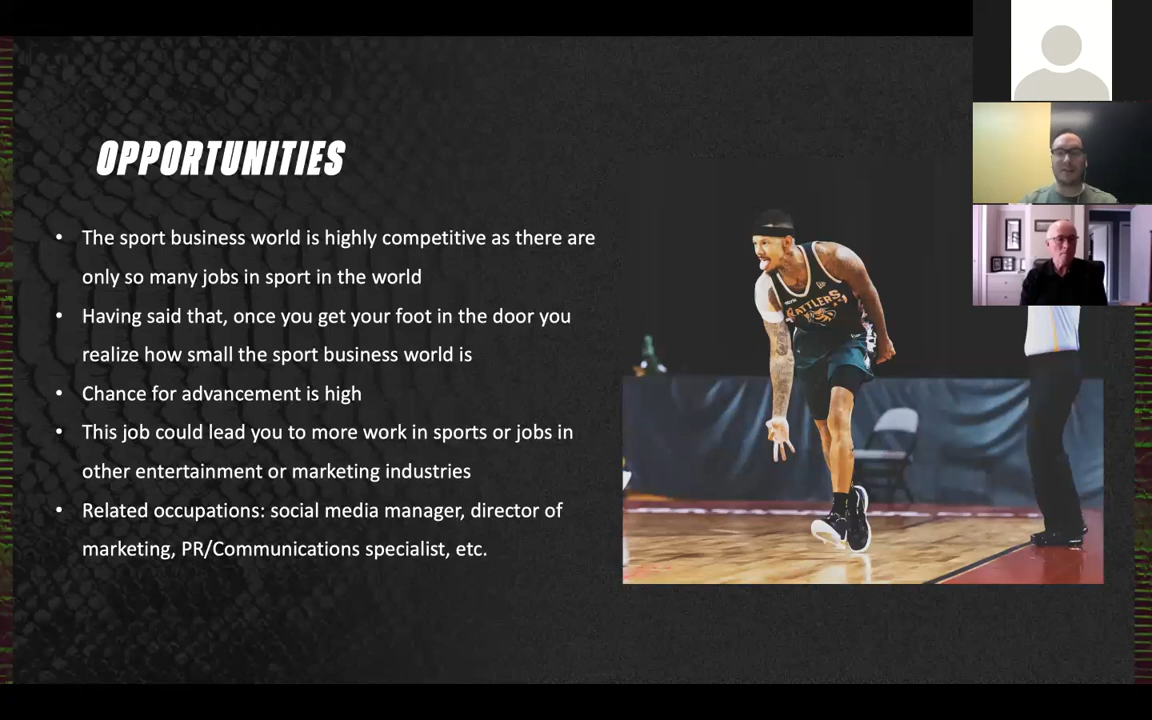 OPPORTUNITIES
• The sport business world is highly competitive as there are
only so many jobs in sport in the world
• Having said that, once you get your foot in the door you
realize how small the sport business world is
• Chance for advancement is high
• This job could lead you to more work in sports or jobs in
other entertainment or marketing industries
• Related occupations: social media manager, director of
marketing, PR/Communications specialist, etc.
RATTLERS